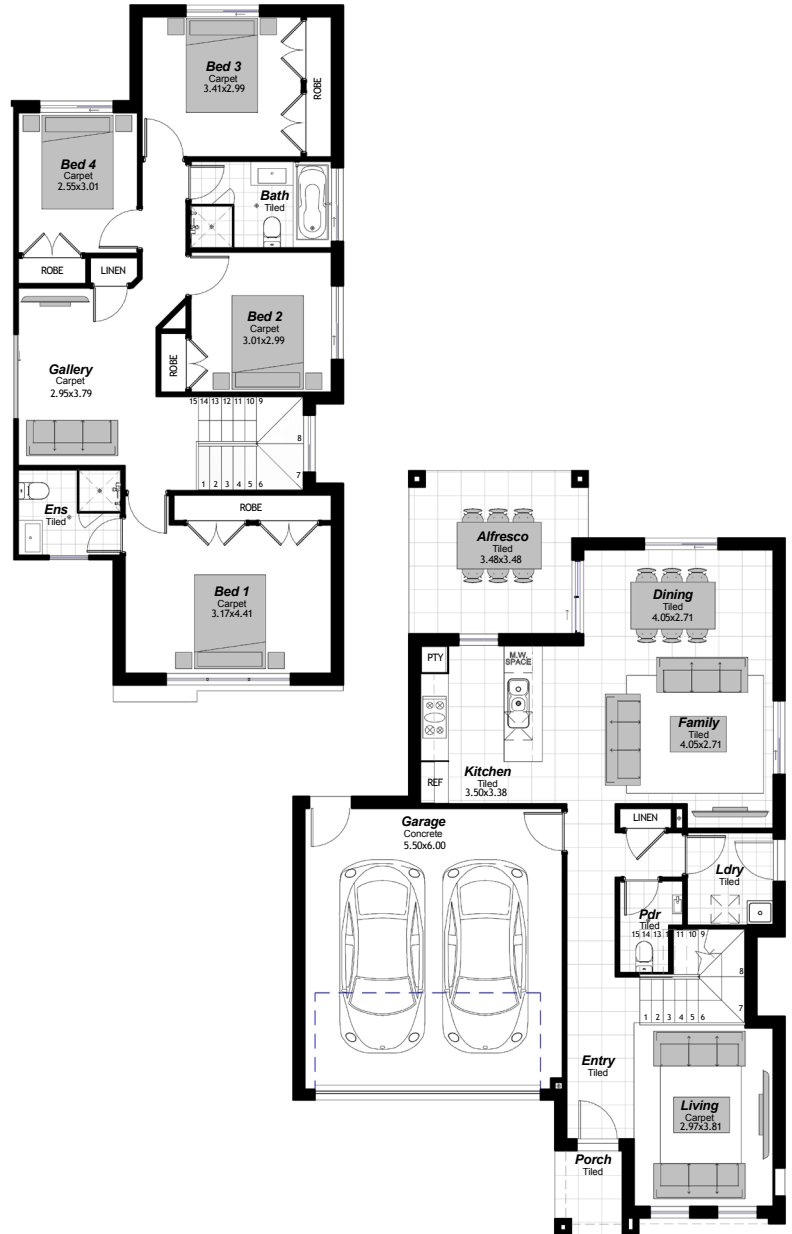 Bed 3
Carpet
3.41x2.99
ROBE
Bed 4
Carpet
2.55x3.01
Bath
Tiled
ROBE
LINEN
Bed 2
Carpet
3.01x2.99
ROBE
Gallery
Carpet
2.95x3.79
15 14 13 12 11 10 9
8
7
1 2 3 4 5 6
Ens
Tiled
ROBE
Bed 1
Carpet
3.17x4.41
Alfresco
Tiled
3.48x3.48
Dining
Tiled
4.05x2.71
PTY
M.W.
SPACE
Family
Tiled
4.05x2.71
Kitchen
Tiled
3.50x3.38
REF
Garage
Concrete
5.50x6.00
LINEN
Ldry
Tiled
Pdr
Tiled
15 14 13 11 10 9
8
7
1 2 3 4 5 6
Entry
Tiled
Living
Carpet
2.97x3.81
Porch
Tiled